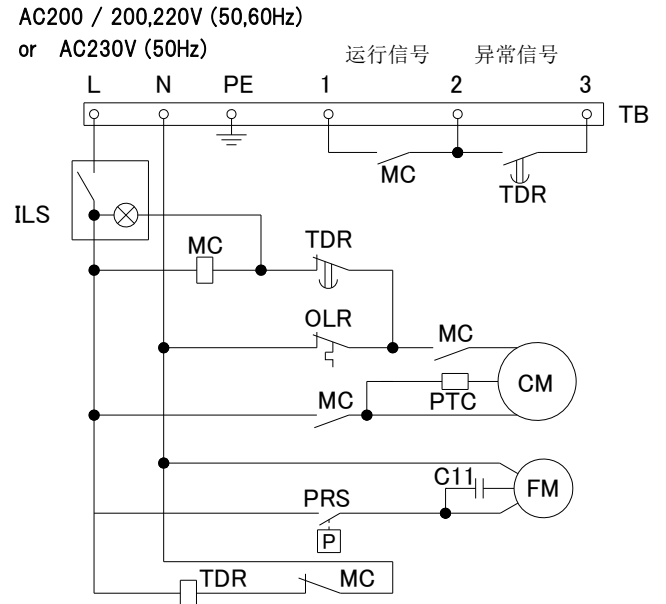 AC200 / 200,220V (50,60Hz)
or AC230V (50Hz)
运行信号 异常信号
L N PE 1 2 3
TB
MC
TDR
ILS
MC TDR
OLR
MC
CM
PTC
MC
C11
FM
PRS
P
TDR MC